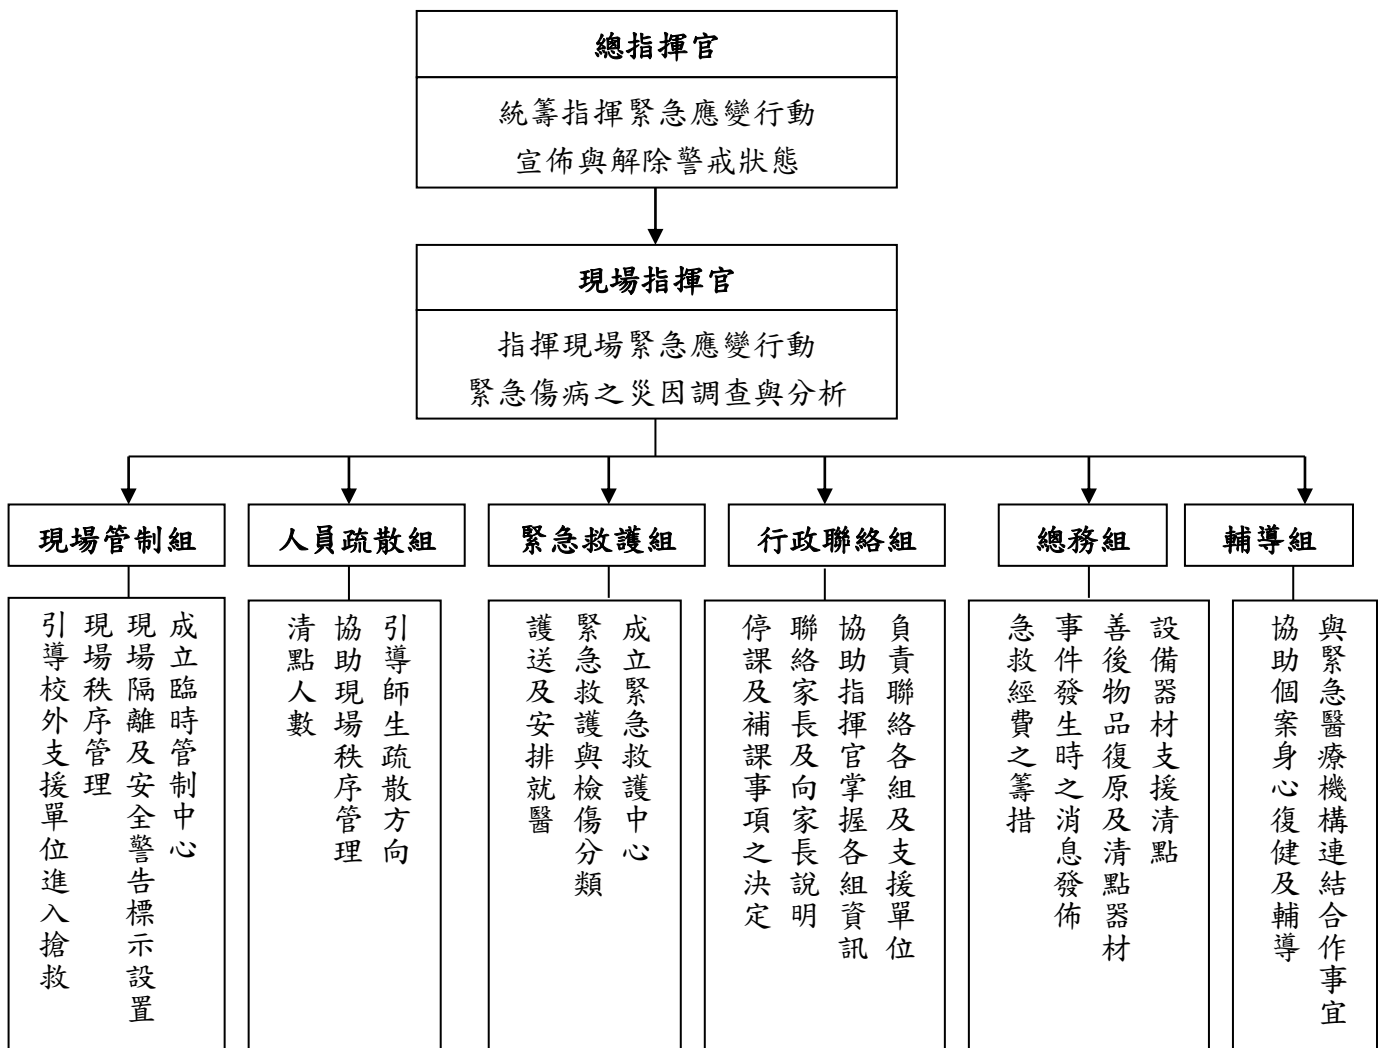 總指揮官
統籌指揮緊急應變行動
宣佈與解除警戒狀態
現場指揮官
指揮現場緊急應變行動
緊急傷病之災因調查與分析
現場管制組
成立臨時管制中心
現場隔離及安全警告標示設置
現場秩序管理
引導校外支援單位進入搶救
人員疏散組
引導師生疏散方向
協助現場秩序管理
清點人數
緊急救護組
成立緊急救護中心
緊急救護與檢傷分類
護送及安排就醫
行政聯絡組
負責聯絡各組及支援單位
協助指揮官掌握各組資訊
聯絡家長及向家長說明
停課及補課事項之決定
總務組
設備器材支援清點
善後物品復原及清點器材
事件發生時之消息發佈
急救經費之籌措
輔導組
與緊急醫療機構連結合作事宜
協助個案身心復健及輔導